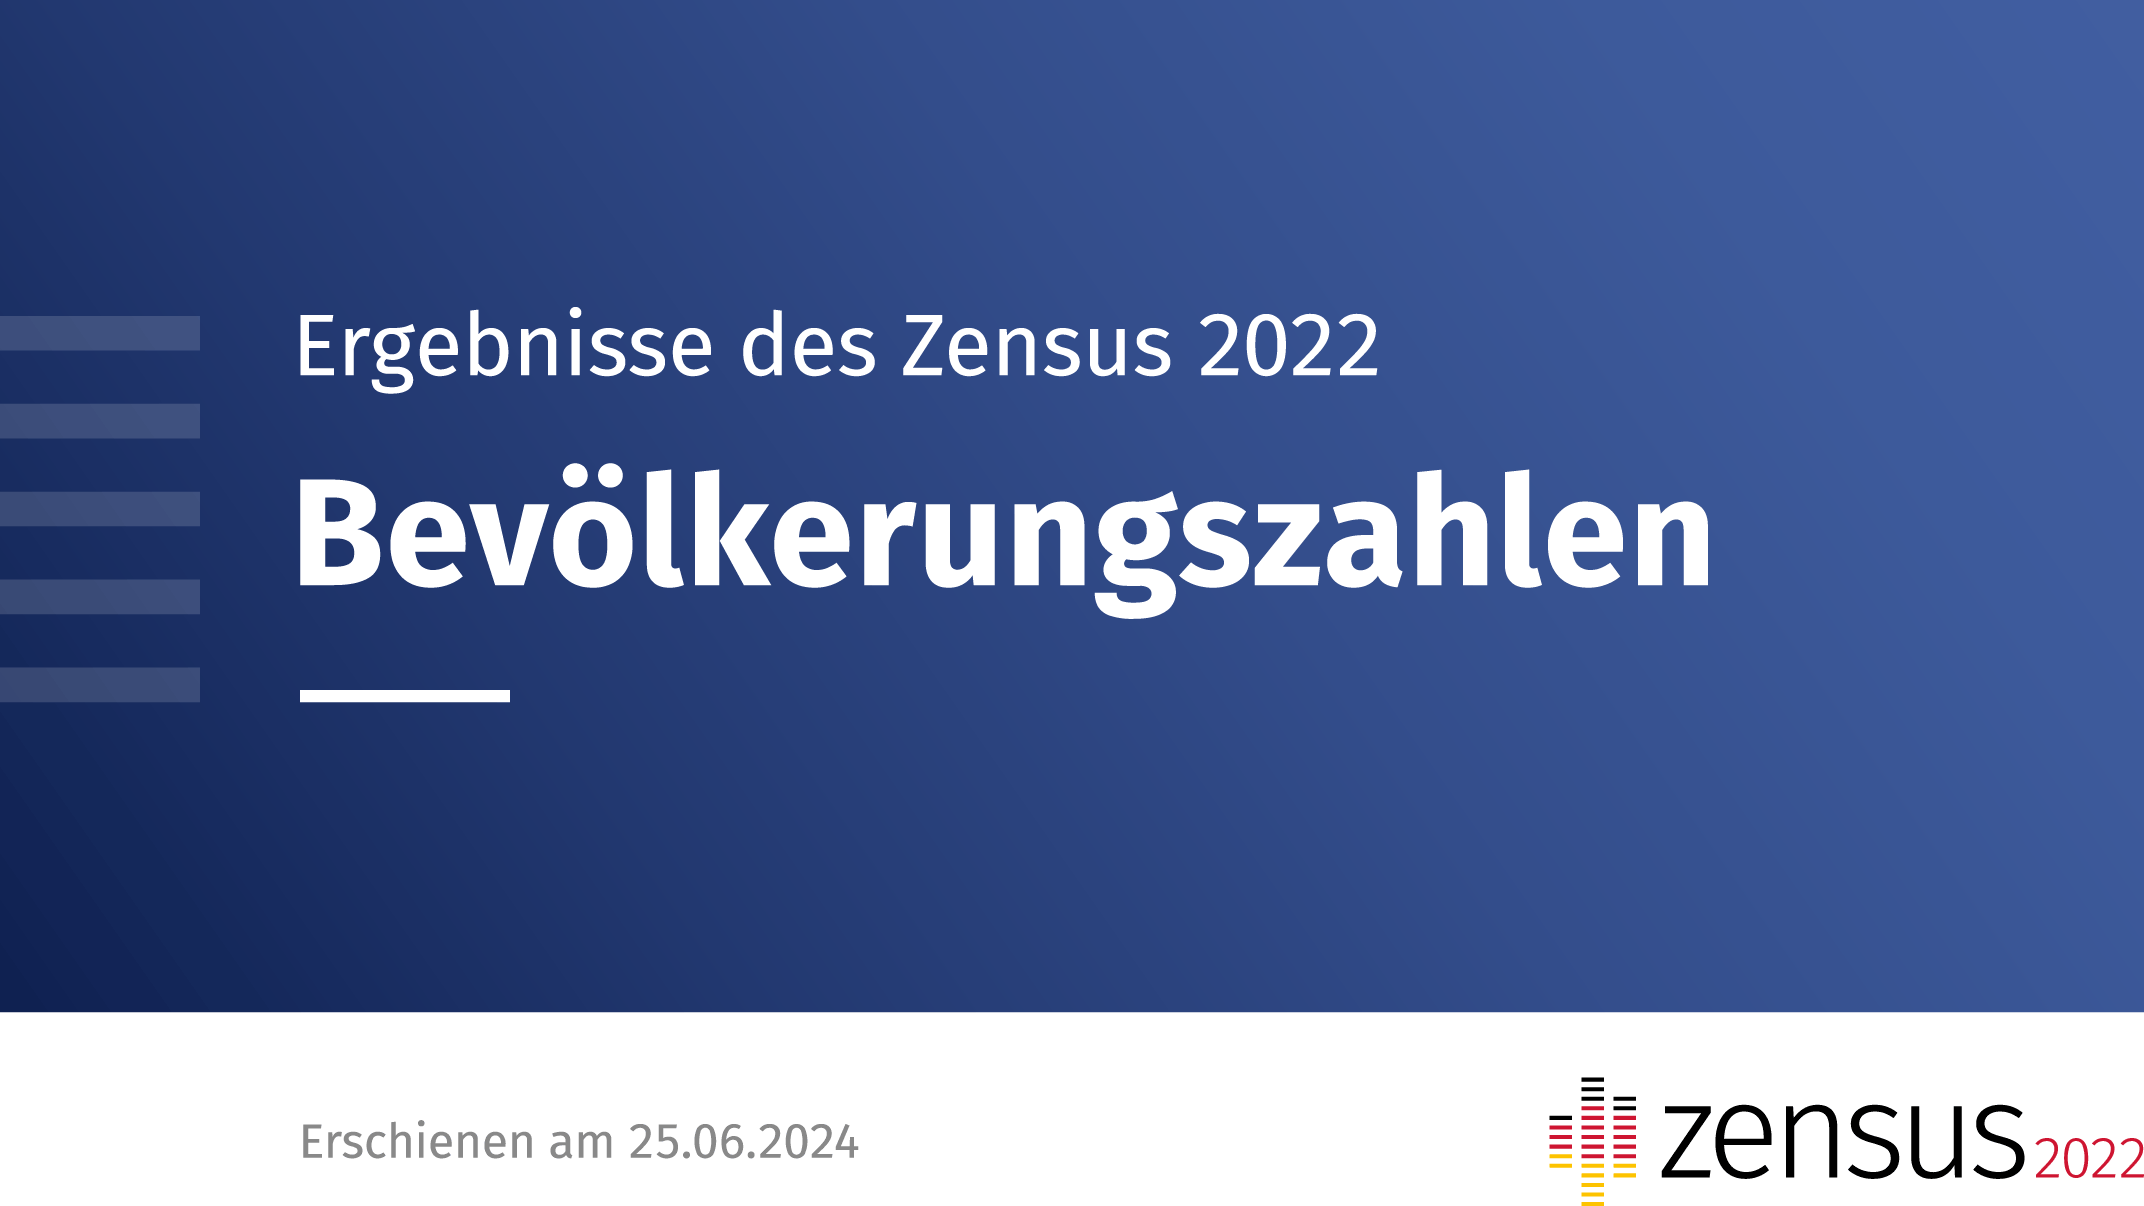 Ergebnisse des Zensus 2022
Bevölkerungszahlen
Erschienen am 25.06.2024
zensus2022